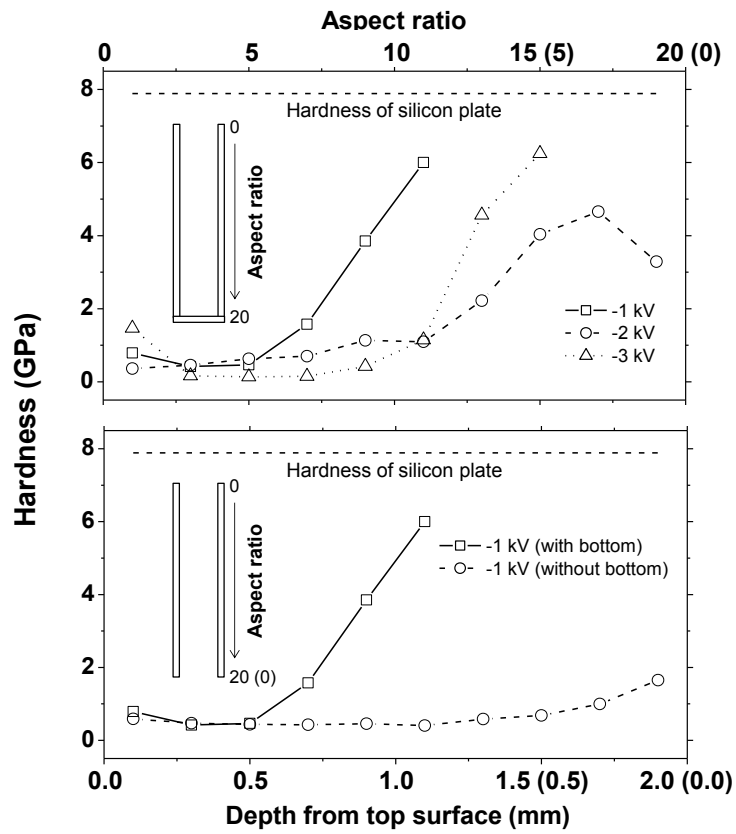 Aspect ratio
0 5 10 15 (5) 20 (0)
8
Hardness of silicon plate
0
6
Aspect ratio
4
20
2
-1 kV
-2 kV
-3 kV
0
Hardness (GPa)
8
Hardness of silicon plate
0
6
-1 kV (with bottom)
-1 kV (without bottom)
Aspect ratio
4
2
20 (0)
0
0.0 0.5 1.0 1.5 (0.5) 2.0 (0.0)
Depth from top surface (mm)